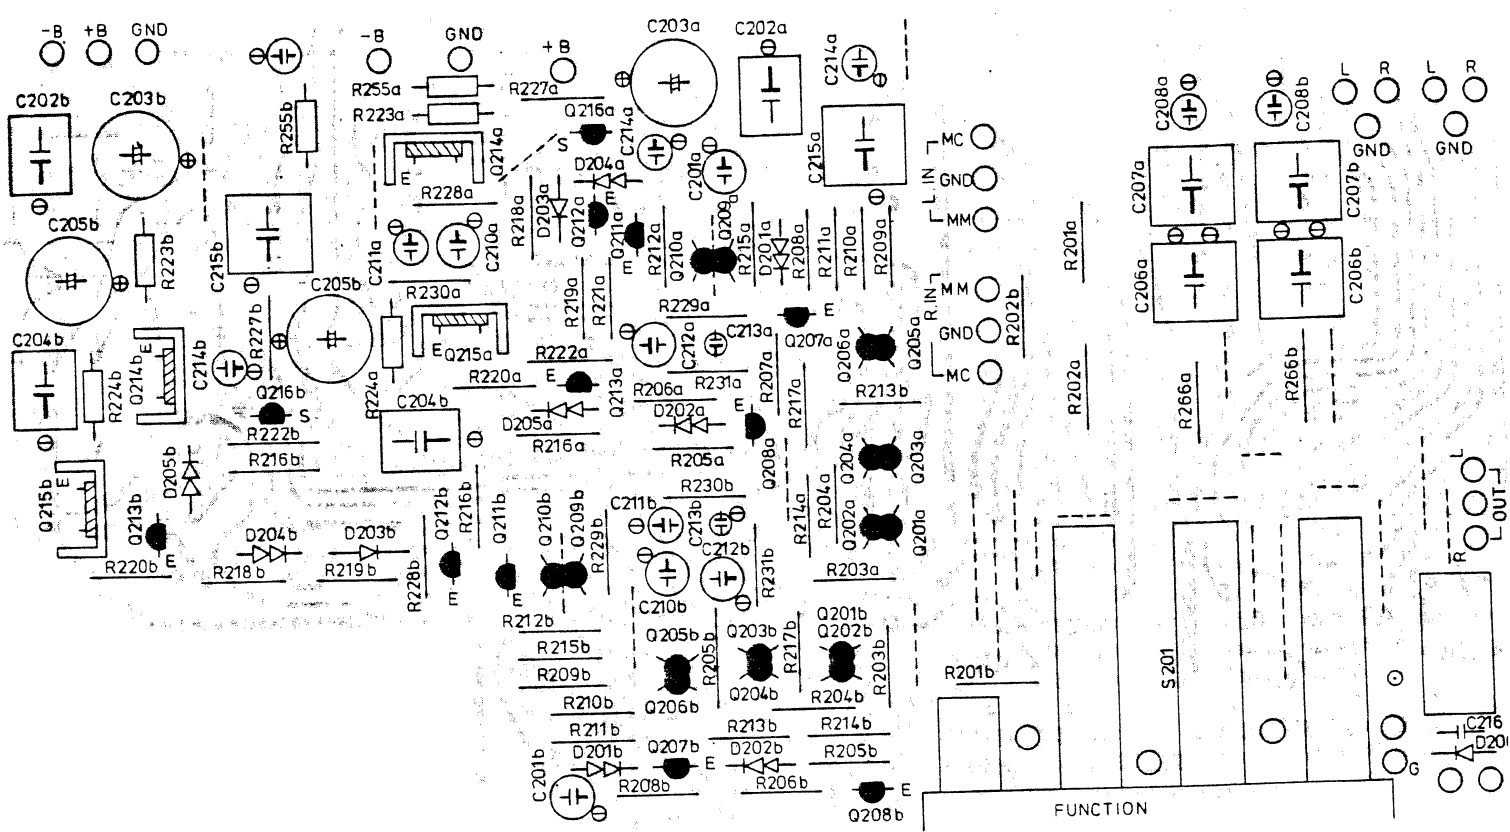 -B
+B
GND
C202b
C203b
R255b
C205b
R223b
C215b
R227b
C205b
C204b
R224b
Q214b
E
C214b
Q216b
S
R222b
R216b
Q215b
E
D205b
Q213b
E
R220b
D204b
R218b
D203b
R219b
-B
GND
+B
R255a
R223a
Q214a
E
R228a
C211a
C210a
R230a
E
Q215a
R224a
C204b
R220a
R227a
Q216a
S
C214a
D204a
E
R218a
D203a
Q212a
Q211a
E
R219a
R221a
R222a
E
Q213a
D205a
R216a
C203a
C202a
C214a
C215a
C201a
R212a
Q210a
Q209a
R215a
D201a
R208a
R211a
R210a
R209a
R229a
C212a
C213a
Q207a
E
Q206a
Q205a
R231a
R206a
R207a
R217a
R213b
D202a
E
Q208a
R205a
Q204a
Q203a
R230b
R214a
R204a
Q202a
Q201a
R203a
R228b
Q212b
E
R216b
Q211b
E
Q210b
Q209b
R229b
C211b
C213b
C212b
C210b
R231b
R212b
R215b
R209b
R210b
R211b
D201b
C201b
R208b
Q205b
Q206b
R205b
Q203b
Q204b
R217b
Q201b
Q202b
R203b
R204b
R213b
R214b
Q207b
E
D202b
R205b
R206b
E
Q208b
MC
GND
L.IN
MM
MM
R.IN
GND
MC
R202b
R201a
R202a
R201b
C208a
C208b
C207a
C207b
C206a
C206b
R266a
R266b
L
R
GND
L
R
GND
S201
FUNCTION
L
OUT
R
C216
G